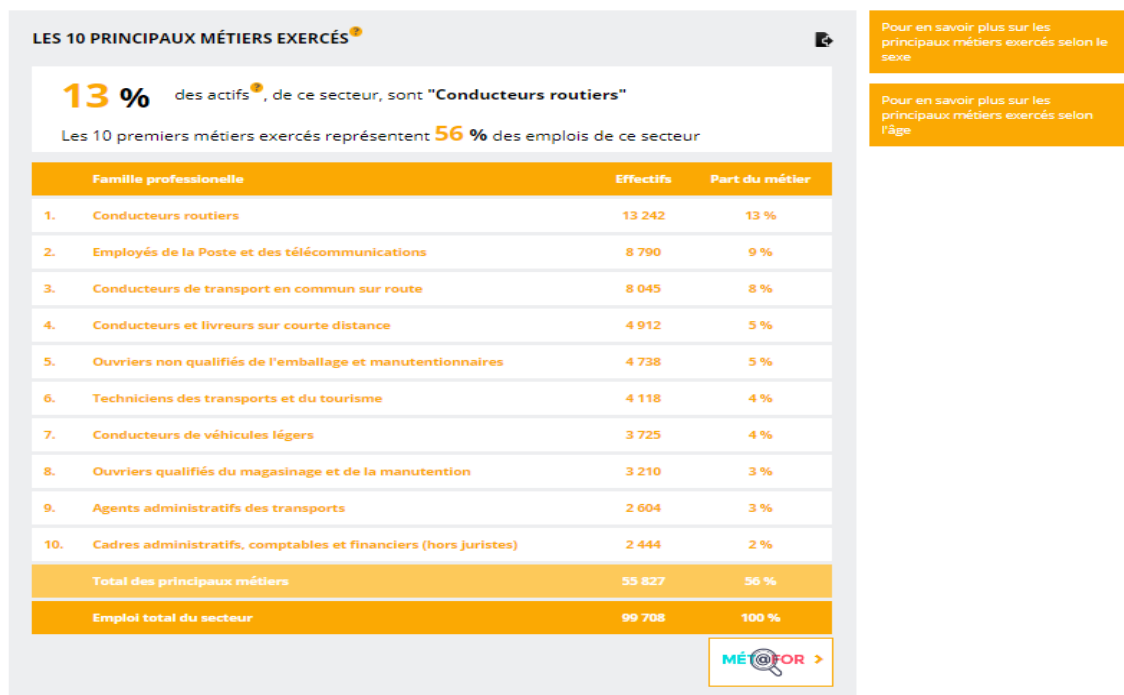 LES 10 PRINCIPAUX MÉTIERS EXERCÉS?
13 % des actifs?, de ce secteur, sont "Conducteurs routiers"
Les 10 premiers métiers exercés représentent 56 % des emplois de ce secteur
Famille professionelle Effectifs Part du métier
1. Conducteurs routiers 13 242 13 %
2. Employés de la Poste et des télécommunications 8 790 9 %
3. Conducteurs de transport en commun sur route 8 045 8 %
4. Conducteurs et livreurs sur courte distance 4 912 5 %
5. Ouvriers non qualifiés de l'emballage et manutentionnaires 4 738 5 %
6. Techniciens des transports et du tourisme 4 118 4 %
7. Conducteurs de véhicules légers 3 725 4 %
8. Ouvriers qualifiés du magasinage et de la manutention 3 210 3 %
9. Agents administratifs des transports 2 604 3 %
10. Cadres administratifs, comptables et financiers (hors juristes) 2 444 2 %
Total des principaux métiers 55 827 56 %
Emploi total du secteur 99 708 100 %
MÉT@FOR >
Pour en savoir plus sur les
principaux métiers exercés selon le
sexe
Pour en savoir plus sur les
principaux métiers exercés selon
l'âge